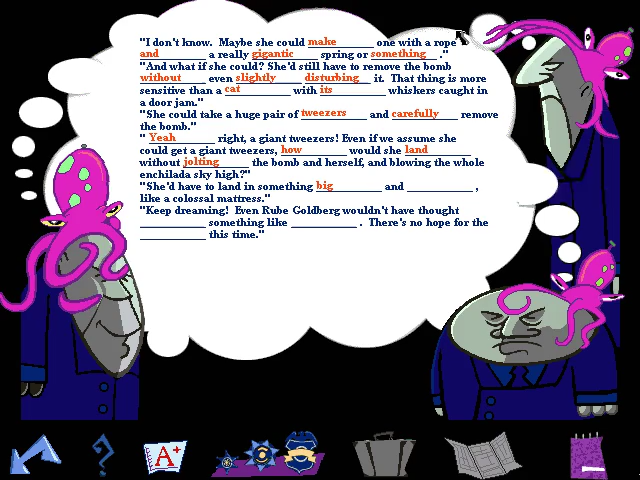 "I don't know. Maybe she could make one with a rope
and a really gigantic spring or something ."
"And what if she could? She'd still have to remove the bomb
without even slightly disturbing it. That thing is more
sensitive than a cat with its whiskers caught in
a door jam."
"She could take a huge pair of tweezers and carefully remove
the bomb."
" Yeah right, a giant tweezers! Even if we assume she
could get a giant tweezers, how would she land
without jolting the bomb and herself, and blowing the whole
enchilada sky high?"
"She'd have to land in something big and ___________ ,
like a colossal mattress."
"Keep dreaming! Even Rube Goldberg wouldn't have thought
___________ something like ___________ . There's no hope for the
___________ this time."
A+